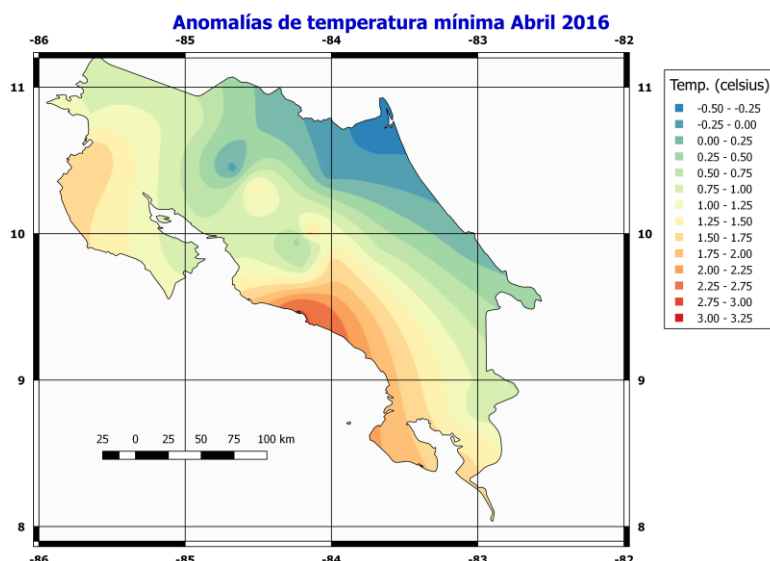 Anomalías de temperatura mínima Abril 2016
-86 -85 -84 -83 -82
11 11
10 10
9 9
8 8
-86 -85 -84 -83 -82
25 0 25 50 75 100 km
Temp. (celsius)
-0.50 - -0.25
-0.25 - 0.00
0.00 - 0.25
0.25 - 0.50
0.50 - 0.75
0.75 - 1.00
1.00 - 1.25
1.25 - 1.50
1.50 - 1.75
1.75 - 2.00
2.00 - 2.25
2.25 - 2.75
2.75 - 3.00
3.00 - 3.25